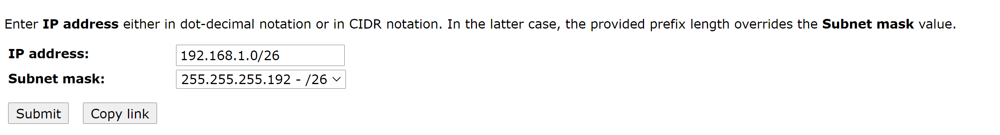 Enter IP address either in dot-decimal notation or in CIDR notation. In the latter case, the provided prefix length overrides the Subnet mask value.
IP address: 192.168.1.0/26
Subnet mask: 255.255.255.192 - /26
Submit Copy link